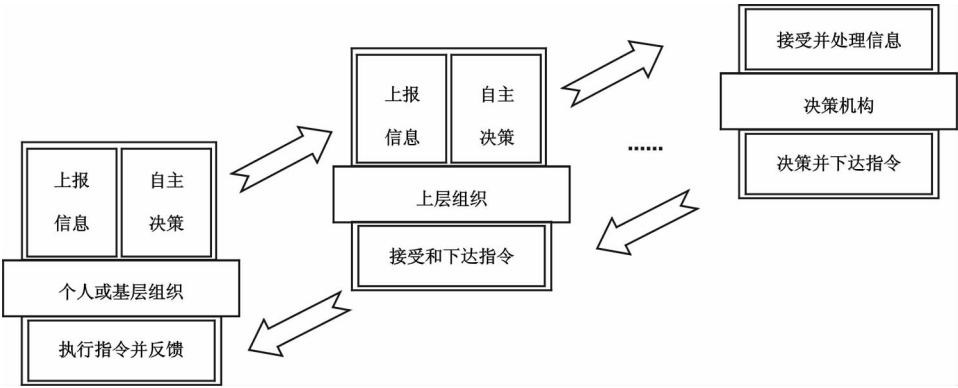 上报
信息
自主
决策
个人或基层组织
执行指令并反馈
上报
信息
自主
决策
上层组织
接受和下达指令
……
接受并处理信息
决策机构
决策并下达指令